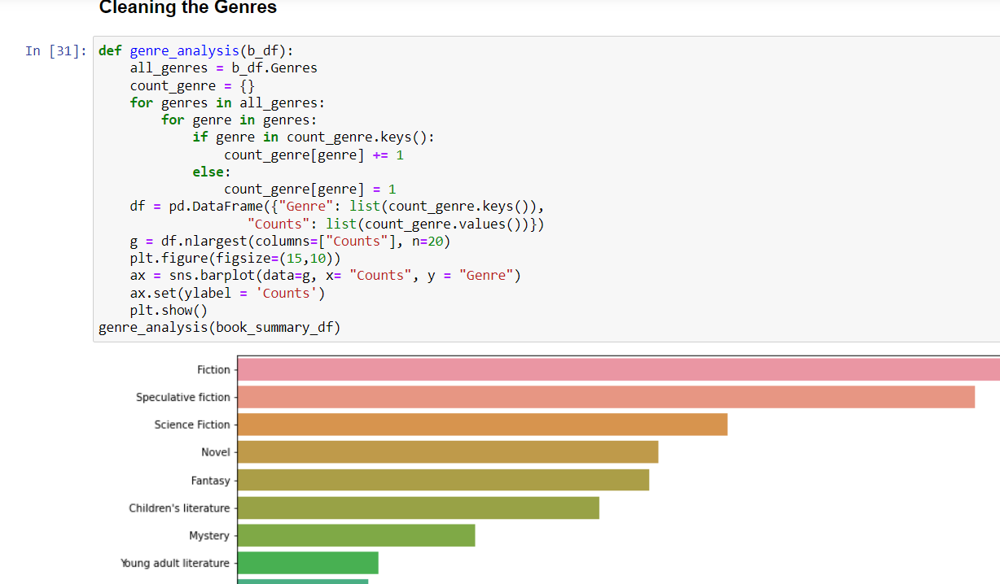 Cleaning the Genres
In [31]: def genre_analysis(b_df):
    all_genres = b_df.Genres
    count_genre = {}
    for genres in all_genres:
        for genre in genres:
            if genre in count_genre.keys():
                count_genre[genre] += 1
            else:
                count_genre[genre] = 1
    df = pd.DataFrame({"Genre": list(count_genre.keys()),
                   "Counts": list(count_genre.values())})
    g = df.nlargest(columns=["Counts"], n=20)
    plt.figure(figsize=(15,10))
    ax = sns.barplot(data=g, x= "Counts", y = "Genre")
    ax.set(ylabel = 'Counts')
    plt.show()
genre_analysis(book_summary_df)
Fiction
Speculative fiction
Science Fiction
Novel
Fantasy
Children's literature
Mystery
Young adult literature